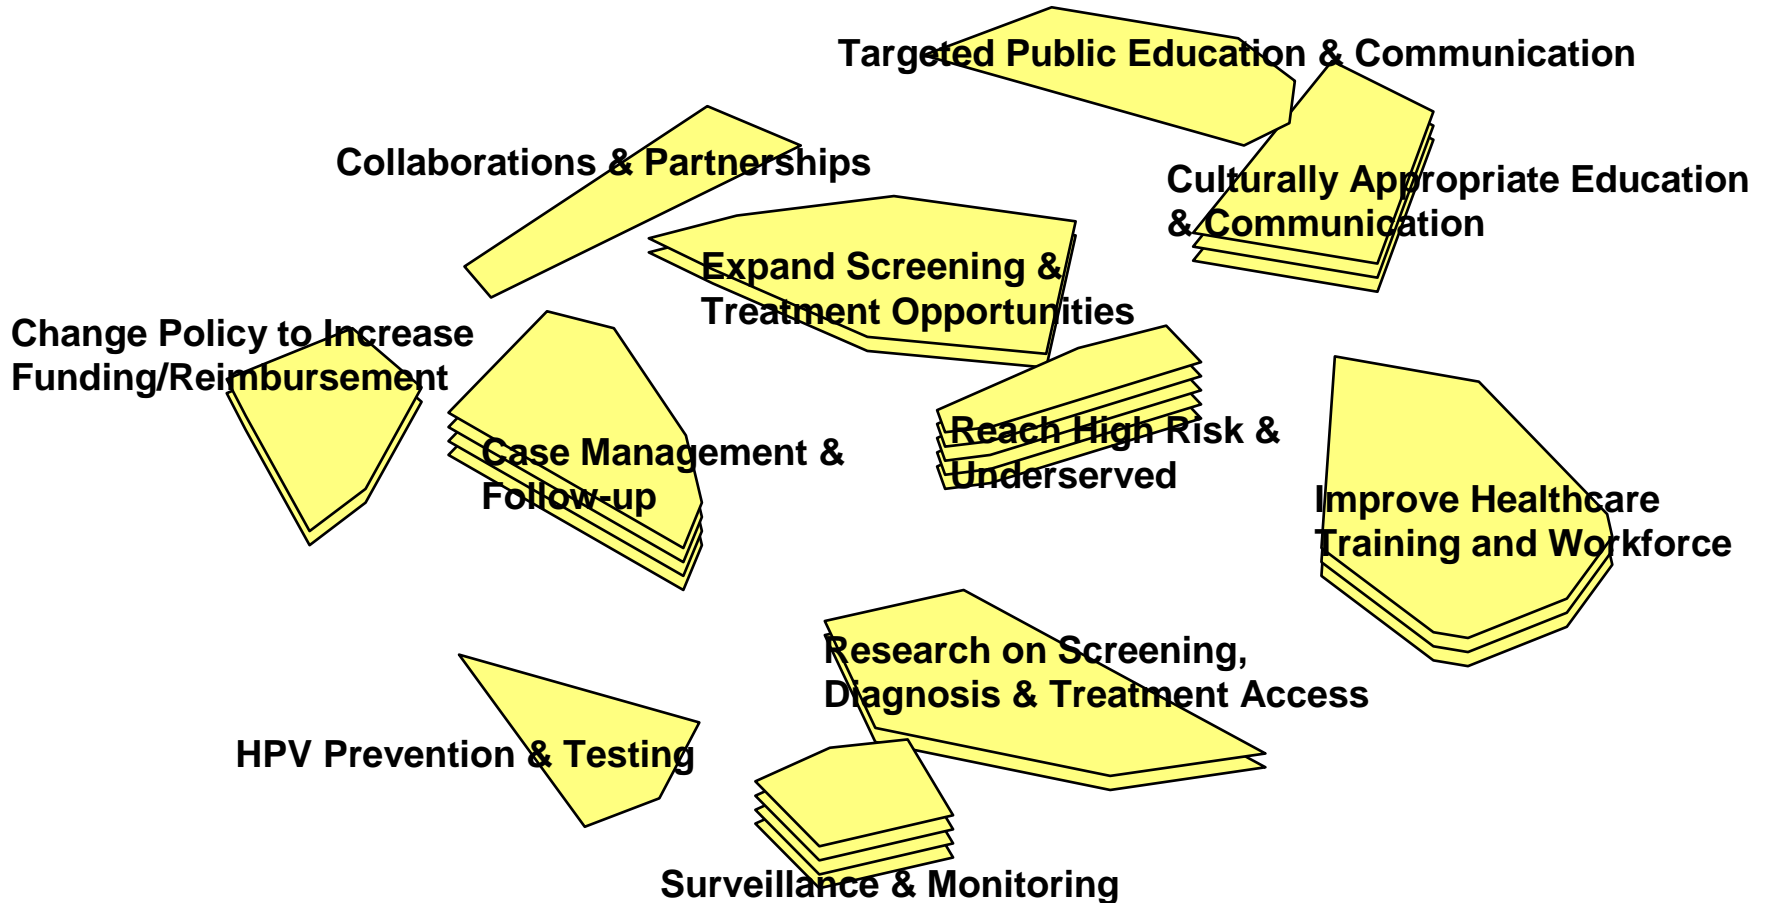 Targeted Public Education & Communication
Collaborations & Partnerships
Culturally Appropriate Education
& Communication
Expand Screening &
Treatment Opportunities
Change Policy to Increase
Funding/Reimbursement
Case Management &
Follow-up
Reach High Risk &
Underserved
Improve Healthcare
Training and Workforce
Research on Screening,
Diagnosis & Treatment Access
HPV Prevention & Testing
Surveillance & Monitoring